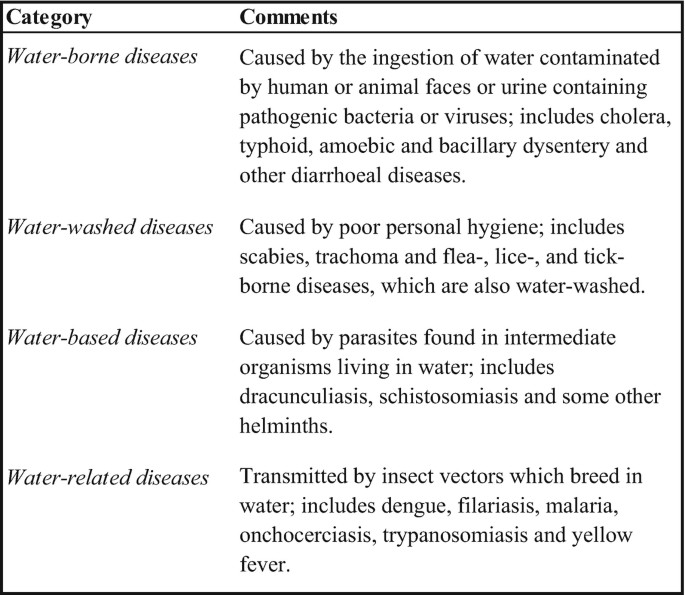 Category Comments
Water-borne diseases Caused by the ingestion of water contaminated
by human or animal faces or urine containing
pathogenic bacteria or viruses; includes cholera,
typhoid, amoebic and bacillary dysentery and
other diarrhoeal diseases.
Water-washed diseases Caused by poor personal hygiene; includes
scabies, trachoma and flea-, lice-, and tick-
borne diseases, which are also water-washed.
Water-based diseases Caused by parasites found in intermediate
organisms living in water; includes
dracunculiasis, schistosomiasis and some other
helminths.
Water-related diseases Transmitted by insect vectors which breed in
water; includes dengue, filariasis, malaria,
onchocerciasis, trypanosomiasis and yellow
fever.